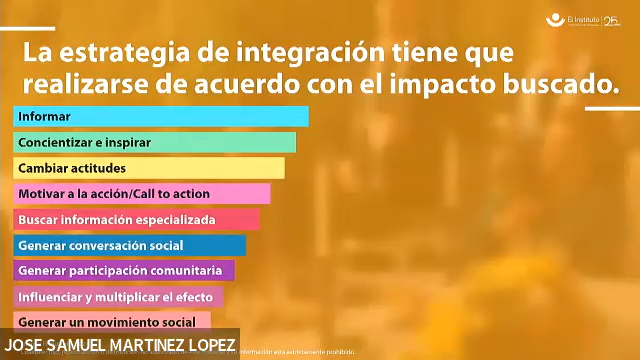 El Instituto 25
La estrategia de integración tiene que
realizarse de acuerdo con el impacto buscado.
Informar
Concientizar e inspirar
Cambiar actitudes
Motivar a la acción/Call to action
Buscar información especializada
Generar conversación social
Generar participación comunitaria
Influenciar y multiplicar el efecto
Generar un movimiento social
JOSE SAMUEL MARTINEZ LOPEZ
información está estrictamente prohibido.